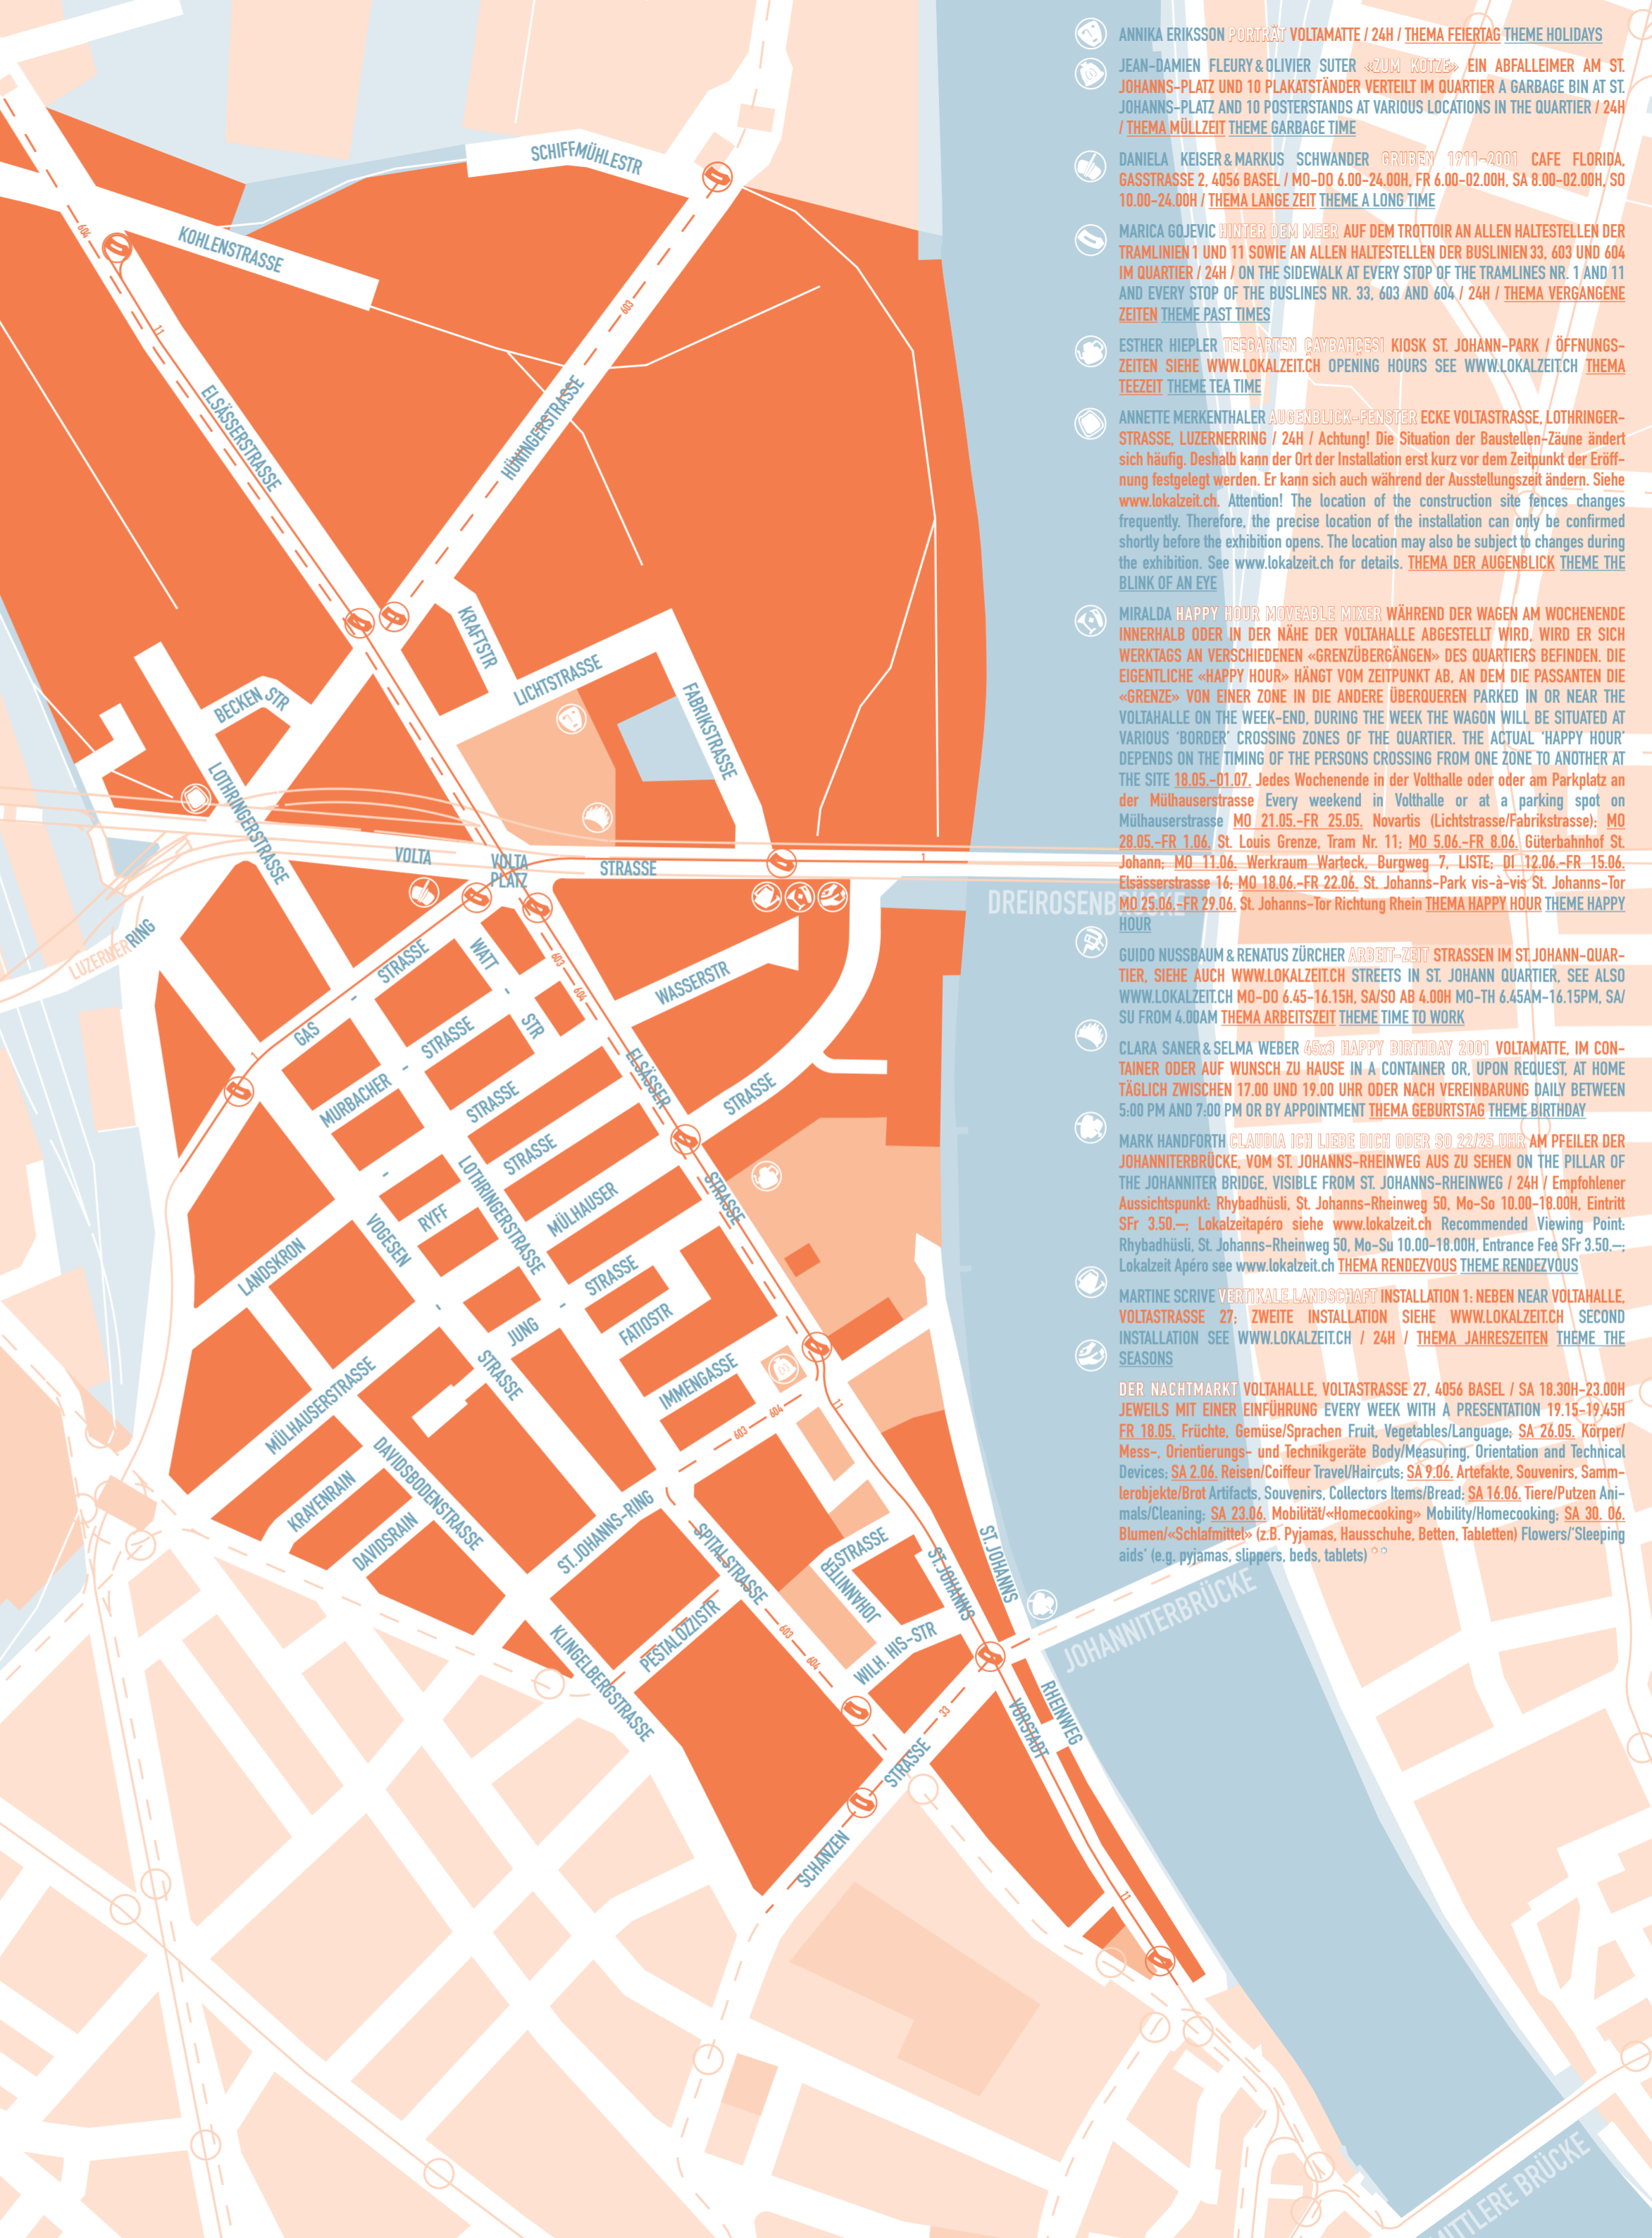 ANNIKA ERIKSSON PORTRÄT VOLTAMATTE / 24H / THEMA FEIERTAG THEME HOLIDAYS
JEAN-DAMIEN FLEURY & OLIVIER SUTER «ZUM KOTZE» EIN ABFALLEIMER AM ST.
JOHANNS-PLATZ UND 10 PLAKATSTÄNDER VERTEILT IM QUARTIER A GARBAGE BIN AT ST.
JOHANNS-PLATZ AND 10 POSTERSTANDS AT VARIOUS LOCATIONS IN THE QUARTIER / 24H
/ THEMA MÜLLZEIT THEME GARBAGE TIME
DANIELA KEISER & MARKUS SCHWANDER GRUBEN 1911-2001 CAFE FLORIDA,
GASSTRASSE 2, 4056 BASEL / MO-DO 6.00-24.00H, FR 6.00-02.00H, SA 8.00-02.00H, SO
10.00-24.00H / THEMA LANGE ZEIT THEME A LONG TIME
MARICA GOJEVIC HINTER DEM MEER AUF DEM TROTTOIR AN ALLEN HALTESTELLEN DER
TRAMLINIEN 1 UND 11 SOWIE AN ALLEN HALTESTELLEN DER BUSLINIEN 33, 603 UND 604
IM QUARTIER / 24H / ON THE SIDEWALK AT EVERY STOP OF THE TRAMLINES NR. 1 AND 11
AND EVERY STOP OF THE BUSLINES NR. 33, 603 AND 604 / 24H / THEMA VERGANGENE
ZEITEN THEME PAST TIMES
ESTHER HIEPLER TEEGARTEN ÇAYBAHÇESI KIOSK ST. JOHANN-PARK / ÖFFNUNGS-
ZEITEN SIEHE WWW.LOKALZEIT.CH OPENING HOURS SEE WWW.LOKALZEIT.CH THEMA
TEEZEIT THEME TEA TIME
ANNETTE MERKENTHALER AUGENBLICK-FENSTER ECKE VOLTASTRASSE, LOTHRINGER-
STRASSE, LUZERNERRING / 24H / Achtung! Die Situation der Baustellen-Zäune ändert
sich häufig. Deshalb kann der Ort der Installation erst kurz vor dem Zeitpunkt der Eröff-
nung festgelegt werden. Er kann sich auch während der Ausstellungszeit ändern. Siehe
www.lokalzeit.ch. Attention! The location of the construction site fences changes
frequently. Therefore, the precise location of the installation can only be confirmed
shortly before the exhibition opens. The location may also be subject to changes during
the exhibition. See www.lokalzeit.ch for details. THEMA DER AUGENBLICK THEME THE
BLINK OF AN EYE
MIRALDA HAPPY HOUR MOVEABLE MIXER WÄHREND DER WAGEN AM WOCHENENDE
INNERHALB ODER IN DER NÄHE DER VOLTAHALLE ABGESTELLT WIRD, WIRD ER SICH
WERKTAGS AN VERSCHIEDENEN «GRENZÜBERGÄNGEN» DES QUARTIERS BEFINDEN. DIE
EIGENTLICHE «HAPPY HOUR» HÄNGT VOM ZEITPUNKT AB, AN DEM DIE PASSANTEN DIE
«GRENZE» VON EINER ZONE IN DIE ANDERE ÜBERQUEREN PARKED IN OR NEAR THE
VOLTAHALLE ON THE WEEK-END, DURING THE WEEK THE WAGON WILL BE SITUATED AT
VARIOUS 'BORDER' CROSSING ZONES OF THE QUARTIER. THE ACTUAL 'HAPPY HOUR'
DEPENDS ON THE TIMING OF THE PERSONS CROSSING FROM ONE ZONE TO ANOTHER AT
THE SITE 18.05.-01.07. Jedes Wochenende in der Volthalle oder oder am Parkplatz an
der Mülhauserstrasse Every weekend in Volthalle or at a parking spot on
Mülhauserstrasse MO 21.05.-FR 25.05. Novartis (Lichtstrasse/Fabrikstrasse); MO
28.05.-FR 1.06. St. Louis Grenze, Tram Nr. 11; MO 5.06.-FR 8.06. Güterbahnhof St.
Johann; MO 11.06. Werkraum Warteck, Burgweg 7, LISTE; DI 12.06.-FR 15.06.
Elsässerstrasse 16; MO 18.06.-FR 22.06. St. Johanns-Park vis-à-vis St. Johanns-Tor
MO 25.06.-FR 29.06. St. Johanns-Tor Richtung Rhein THEMA HAPPY HOUR THEME HAPPY
HOUR
GUIDO NUSSBAUM & RENATUS ZÜRCHER ARBEIT-ZEIT STRASSEN IM ST.JOHANN-QUAR-
TIER, SIEHE AUCH WWW.LOKALZEIT.CH STREETS IN ST. JOHANN QUARTIER, SEE ALSO
WWW.LOKALZEIT.CH MO-DO 6.45-16.15H, SA/SO AB 4.00H MO-TH 6.45AM-16.15PM, SA/
SU FROM 4.00AM THEMA ARBEITSZEIT THEME TIME TO WORK
CLARA SANER & SELMA WEBER 45x3 HAPPY BIRTHDAY 2001 VOLTAMATTE, IM CON-
TAINER ODER AUF WUNSCH ZU HAUSE IN A CONTAINER OR, UPON REQUEST, AT HOME
TÄGLICH ZWISCHEN 17.00 UND 19.00 UHR ODER NACH VEREINBARUNG DAILY BETWEEN
5:00 PM AND 7:00 PM OR BY APPOINTMENT THEMA GEBURTSTAG THEME BIRTHDAY
MARK HANDFORTH CLAUDIA ICH LIEBE DICH ODER SO 22/25 UHR AM PFEILER DER
JOHANNITERBRÜCKE, VOM ST. JOHANNS-RHEINWEG AUS ZU SEHEN ON THE PILLAR OF
THE JOHANNITER BRIDGE, VISIBLE FROM ST. JOHANNS-RHEINWEG / 24H / Empfohlener
Aussichtspunkt: Rhybadhüsli, St. Johanns-Rheinweg 50, Mo-So 10.00-18.00H, Eintritt
SFr 3.50.–; Lokalzeitapéro siehe www.lokalzeit.ch Recommended Viewing Point:
Rhybadhüsli, St. Johanns-Rheinweg 50, Mo-Su 10.00-18.00H, Entrance Fee SFr 3.50.–;
Lokalzeit Apéro see www.lokalzeit.ch THEMA RENDEZVOUS THEME RENDEZVOUS
MARTINE SCRIVE VERTIKALE LANDSCHAFT INSTALLATION 1: NEBEN NEAR VOLTAHALLE,
VOLTASTRASSE 27; ZWEITE INSTALLATION SIEHE WWW.LOKALZEIT.CH SECOND
INSTALLATION SEE WWW.LOKALZEIT.CH / 24H / THEMA JAHRESZEITEN THEME THE
SEASONS
DER NACHTMARKT VOLTAHALLE, VOLTASTRASSE 27, 4056 BASEL / SA 18.30H-23.00H
JEWEILS MIT EINER EINFÜHRUNG EVERY WEEK WITH A PRESENTATION 19.15-19.45H
FR 18.05. Früchte, Gemüse/Sprachen Fruit, Vegetables/Language; SA 26.05. Körper/
Mess-, Orientierungs- und Technikgeräte Body/Measuring, Orientation and Technical
Devices; SA 2.06. Reisen/Coiffeur Travel/Haircuts; SA 9.06. Artefakte, Souvenirs, Samm-
lerobjekte/Brot Artifacts, Souvenirs, Collectors Items/Bread; SA 16.06. Tiere/Putzen Ani-
mals/Cleaning; SA 23.06. Mobilität/«Homecooking» Mobility/Homecooking; SA 30. 06.
Blumen/«Schlafmittel» (z.B. Pyjamas, Hausschuhe, Betten, Tabletten) Flowers/'Sleeping
aids' (e.g. pyjamas, slippers, beds, tablets)
SCHIFFMÜHLESTR
604
KOHLENSTRASSE
11
603
ELSÄSSERSTRASSE
HÜNINGERSTRASSE
KRAFTSTR
LICHTSTRASSE
FABRIKSTRASSE
BECKEN STR
LOTHRINGERSTRASSE
VOLTA
VOLTA
PLATZ
STRASSE
1
DREIROSENBRÜCKE
LUZERNERRING
STRASSE
WATT
-
STR
603
604
WASSERSTR
-
GAS
1
STRASSE
-
MURBACHER
STRASSE
ELSÄSSER
STRASSE
STRASSE
-
RYFF
LOTHRINGERSTRASSE
MÜLHAUSER
STRASSE
VOGESEN
LANDSKRON
STRASSE
-
JUNG
-
FATIOSTR
STRASSE
IMMENGASSE
603
604
11
MÜLHAUSERSTRASSE
DAVIDSBODENSTRASSE
KRAYENRAIN
DAVIDSRAIN
ST.JOHANNS-RING
SPITALSTRASSE
JOHANNITER
STRASSE
ST.JOHANNS
ST.JOHANNS
JOHANNITERBRÜCKE
KLINGELBERGSTRASSE
PESTALOZZISTR
603
604
WILH. HIS-STR
33
VORSTADT
RHEINWEG
STRASSE
SCHANZEN
11
MITTLERE BRÜCKE